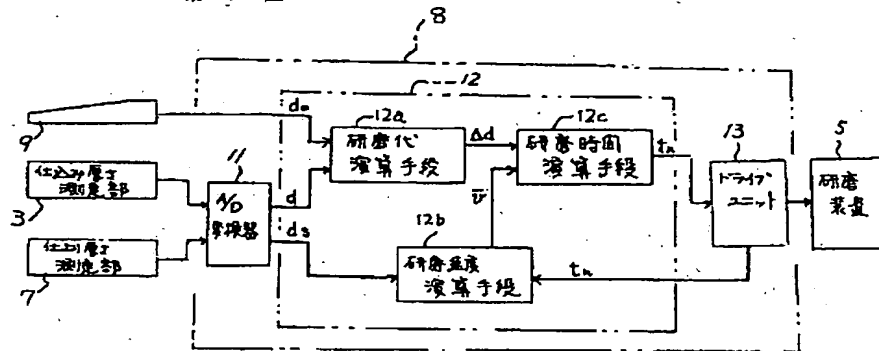 8
12
9
do
12a
研磨代
演算手段
Δd
12c
研磨時間
演算手段
tn
13
ドライブ
ユニット
5
研磨
装置
3
仕込み厚さ
測定部
11
A/D
変換器
d
ds
v̄
7
仕上り厚さ
測定部
12b
研磨速度
演算手段
tn